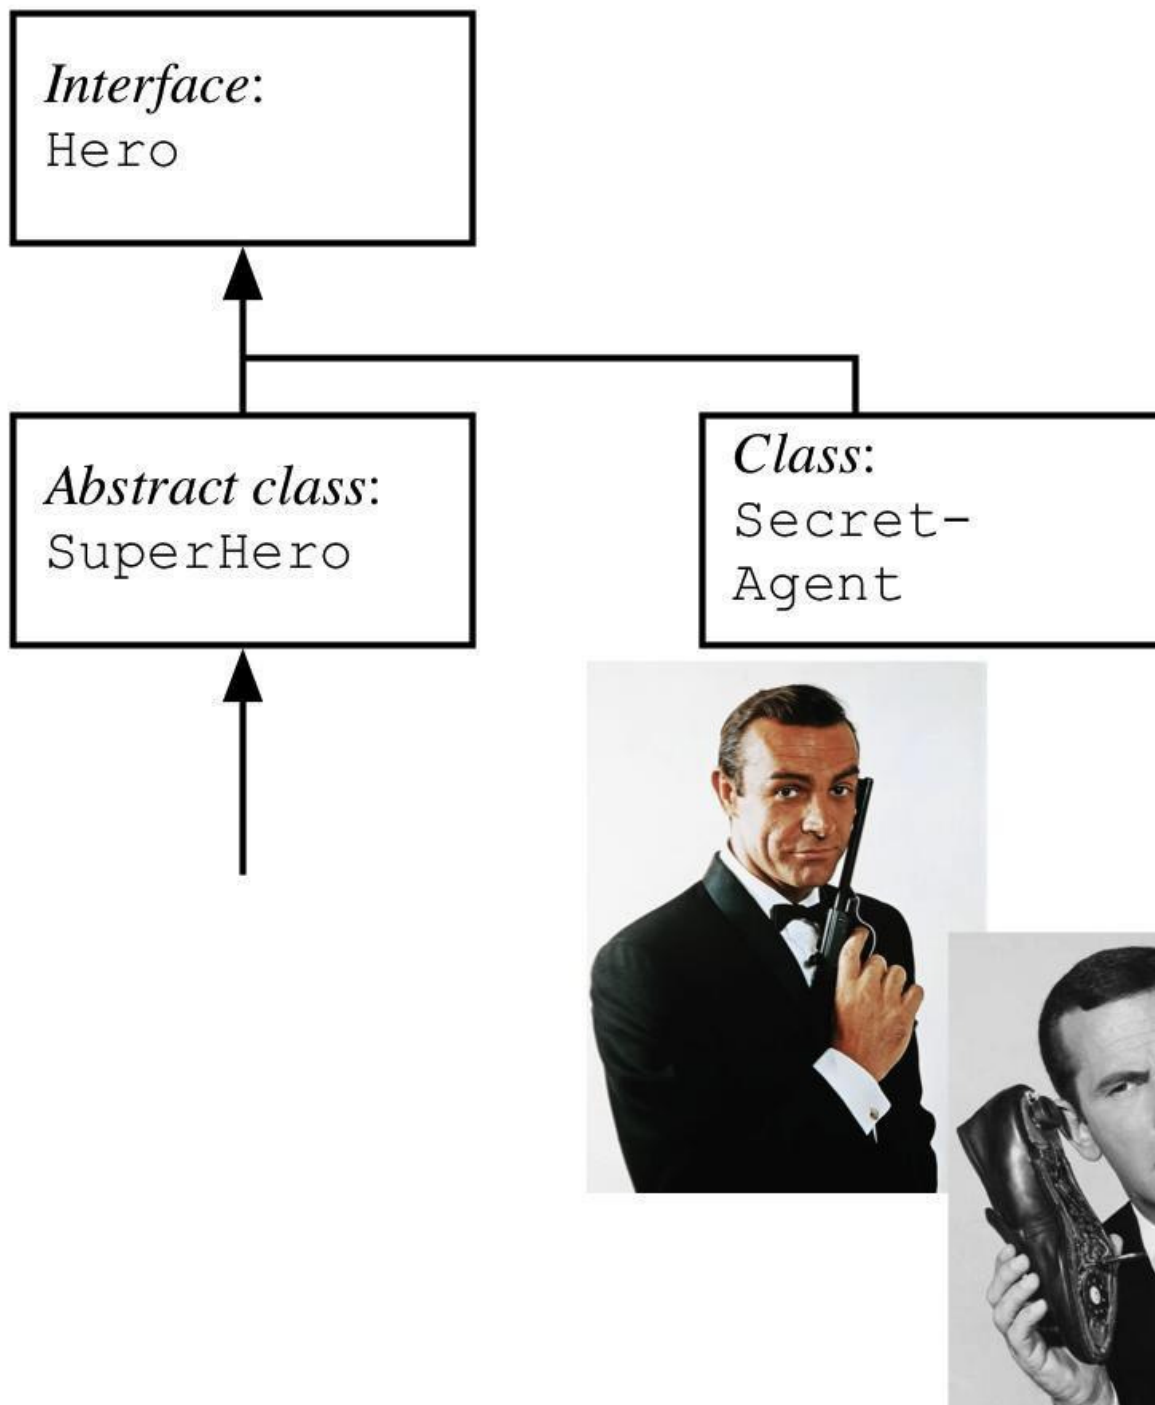 Interface:
Hero
Abstract class:
SuperHero
Class:
Secret-
Agent